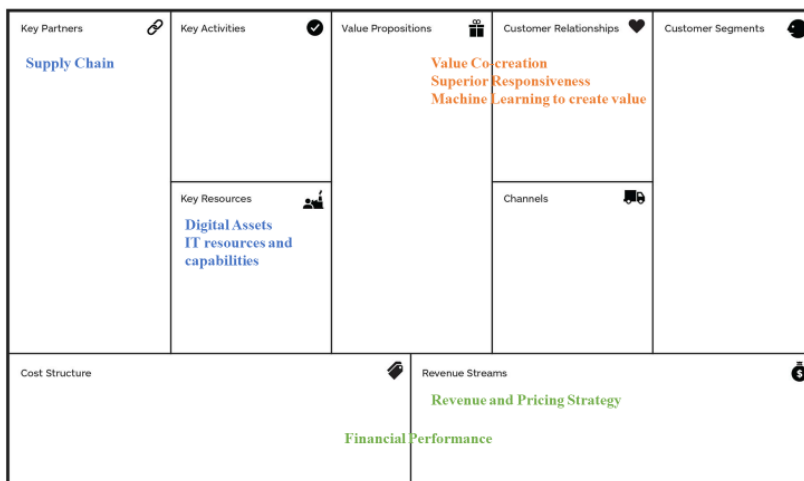 Key Partners
Supply Chain
Key Activities
Key Resources
Digital Assets
IT resources and
capabilities
Value Propositions
Customer Relationships
Value Co-creation
Superior Responsiveness
Machine Learning to create value
Channels
Customer Segments
Cost Structure
Revenue Streams
$
Revenue and Pricing Strategy
Financial Performance